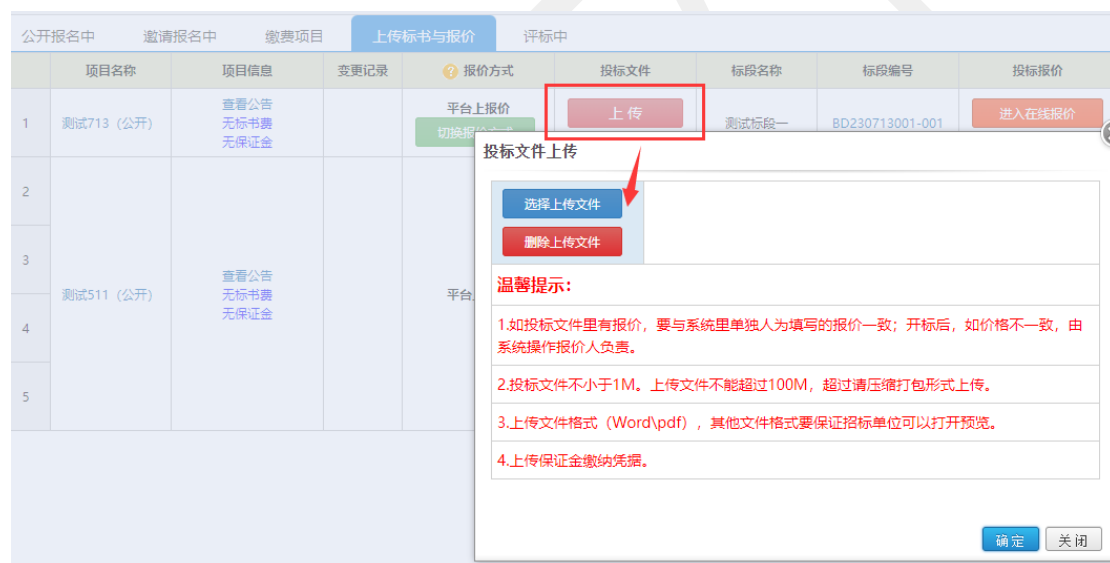 公开报名中 邀请报名中 缴费项目 上传标书与报价 评标中
项目名称 项目信息 变更记录 报价方式 投标文件 标段名称 标段编号 投标报价
1 测试713（公开） 查看公告 平台上报价 上传 测试标段一 BD230713001-001 进入在线报价
无标书费
无保证金
投标文件上传
2
选择上传文件
删除上传文件
3
测试511（公开） 查看公告 平台
无标书费
无保证金
4
5
温馨提示：
1.如投标文件里有报价，要与系统里单独人为填写的报价一致；开标后，如价格不一致，由
系统操作报价人负责。
2.投标文件不小于1M。上传文件不能超过100M，超过请压缩打包形式上传。
3.上传文件格式（Word\pdf），其他文件格式要保证招标单位可以打开预览。
4.上传保证金缴纳凭据。
确定 关闭